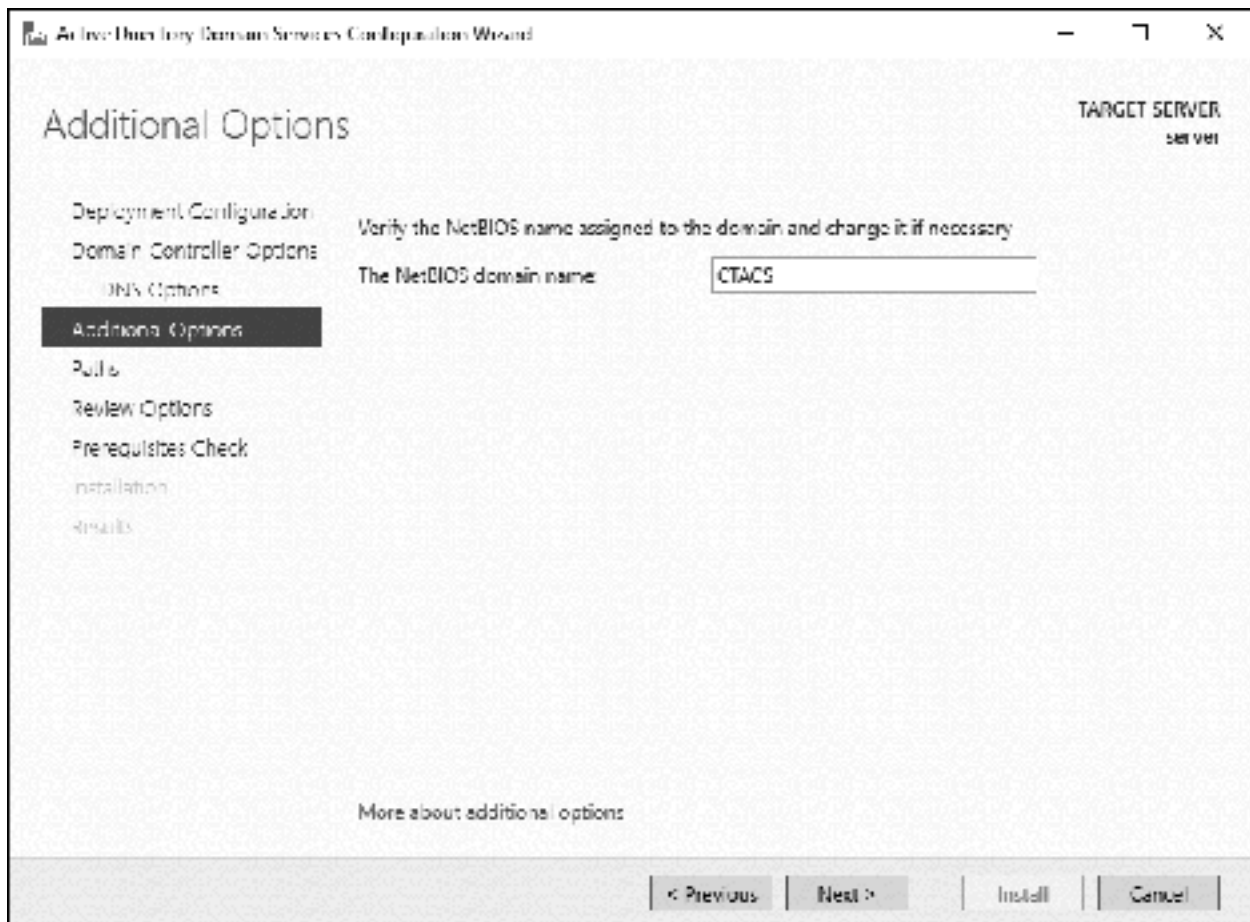 Active Directory Domain Services Configuration Wizard
Additional Options
TARGET SERVER
server
Deployment Configuration
Domain Controller Options
DNS Options
Additional Options
Paths
Review Options
Prerequisites Check
Installation
Results
Verify the NetBIOS name assigned to the domain and change it if necessary
The NetBIOS domain name: CTACS
More about additional options
< Previous Next > Install Cancel